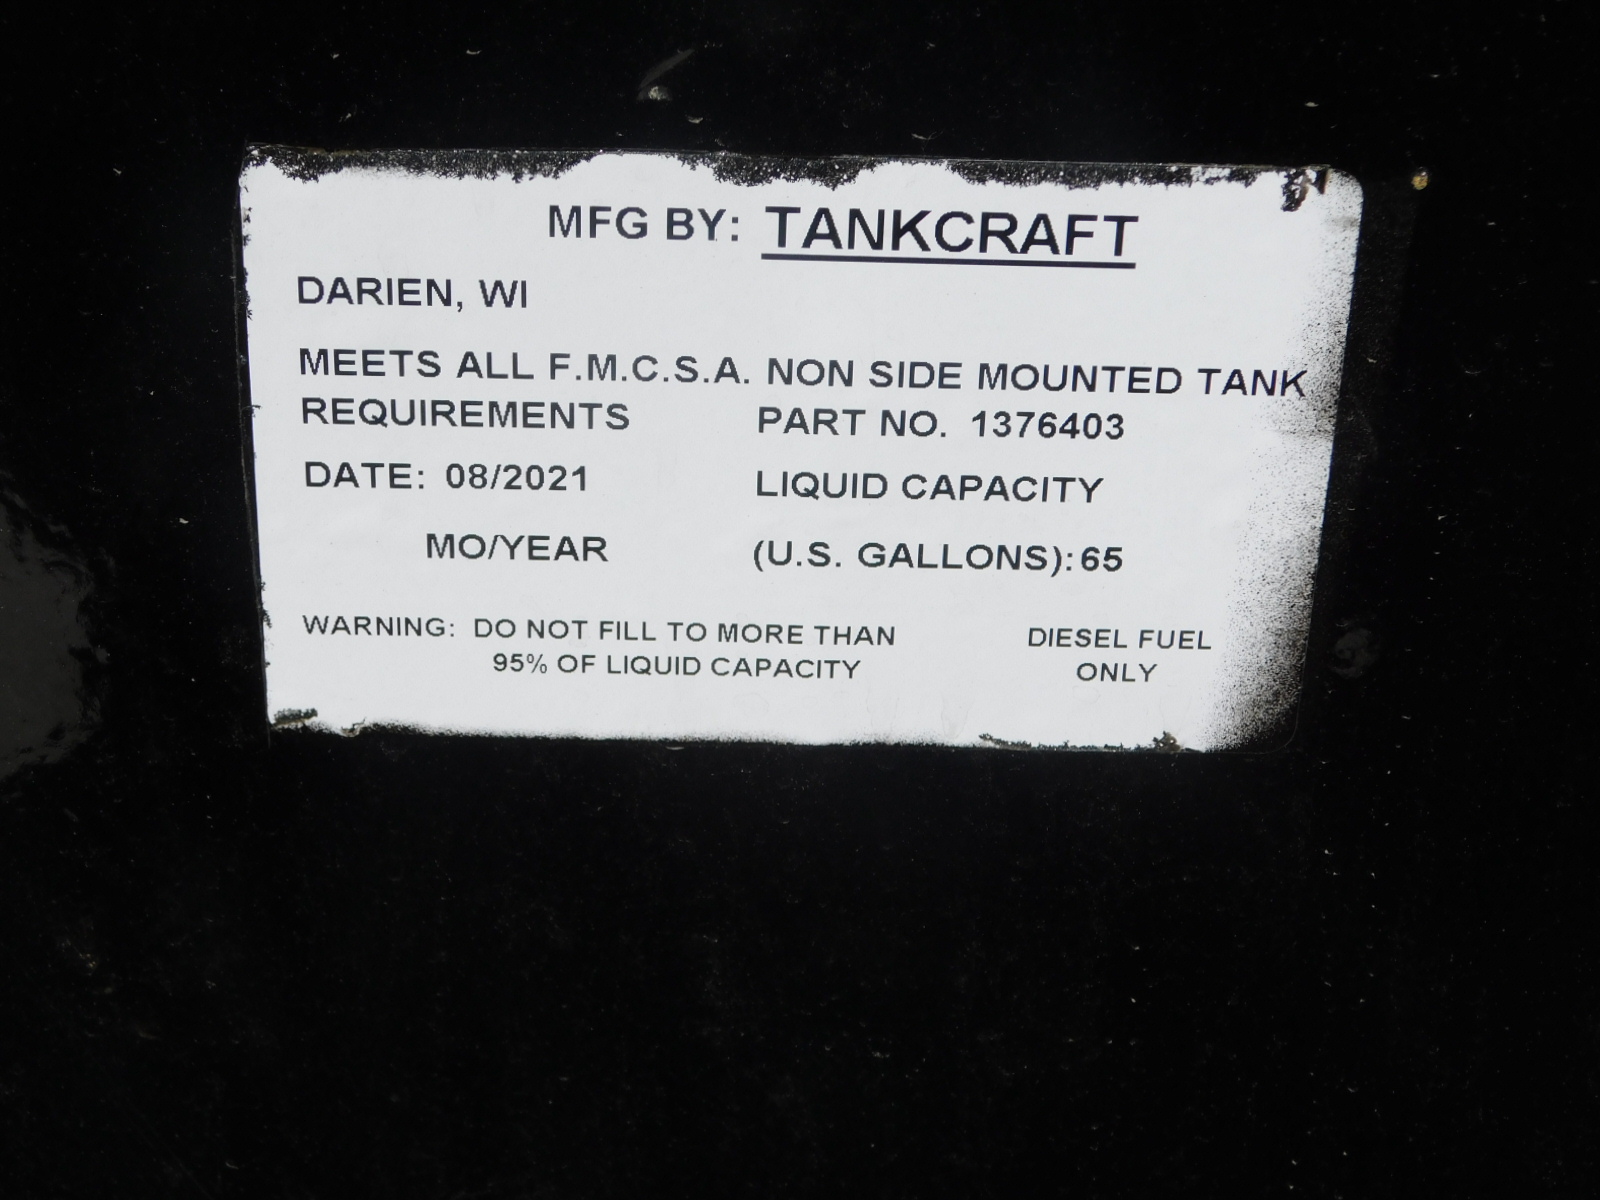 MFG BY: TANKCRAFT
DARIEN, WI
MEETS ALL F.M.C.S.A. NON SIDE MOUNTED TANK
REQUIREMENTS PART NO. 1376403
DATE: 08/2021 LIQUID CAPACITY
MO/YEAR (U.S. GALLONS): 65
WARNING: DO NOT FILL TO MORE THAN DIESEL FUEL
95% OF LIQUID CAPACITY ONLY